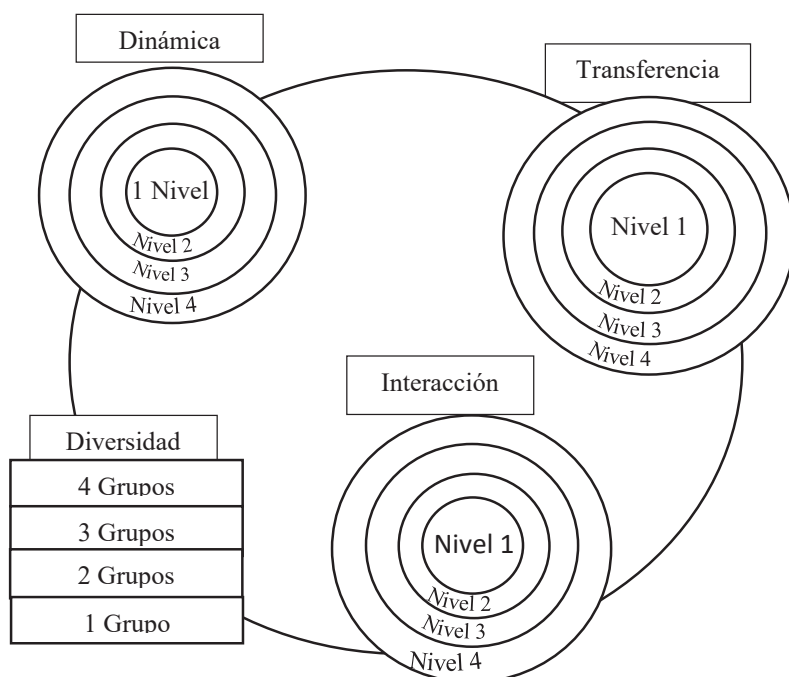 Dinámica
1 Nivel
Nivel 2
Nivel 3
Nivel 4
Transferencia
Nivel 1
Nivel 2
Nivel 3
Nivel 4
Interacción
Nivel 1
Nivel 2
Nivel 3
Nivel 4
Diversidad
4 Grupos
3 Grupos
2 Grupos
1 Grupo